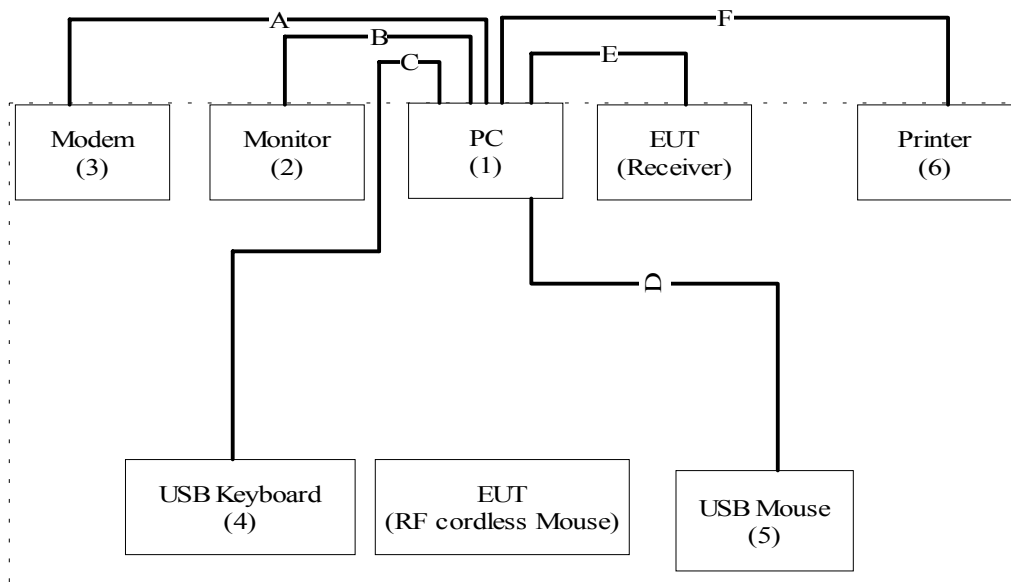 A
F
B
E
C
Modem
(3)
Monitor
(2)
PC
(1)
EUT
(Receiver)
Printer
(6)
D
USB Keyboard
(4)
EUT
(RF cordless Mouse)
USB Mouse
(5)